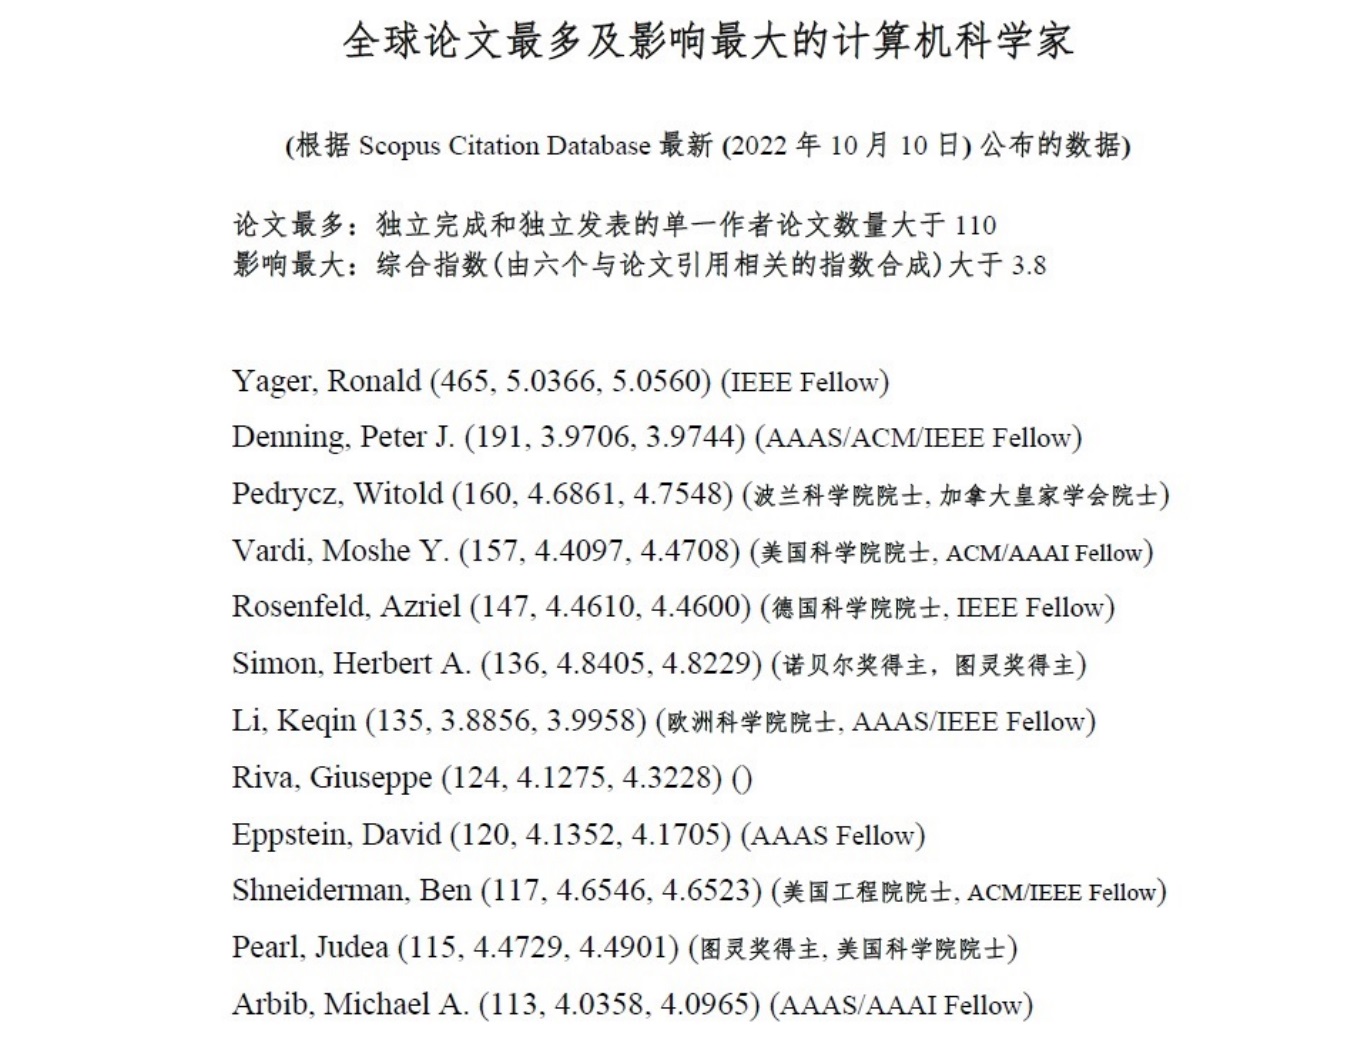 全球论文最多及影响最大的计算机科学家
(根据 Scopus Citation Database 最新 (2022 年 10 月 10 日) 公布的数据)
论文最多：独立完成和独立发表的单一作者论文数量大于 110
影响最大：综合指数(由六个与论文引用相关的指数合成)大于 3.8
Yager, Ronald (465, 5.0366, 5.0560) (IEEE Fellow)
Denning, Peter J. (191, 3.9706, 3.9744) (AAAS/ACM/IEEE Fellow)
Pedrycz, Witold (160, 4.6861, 4.7548) (波兰科学院院士, 加拿大皇家学会院士)
Vardi, Moshe Y. (157, 4.4097, 4.4708) (美国科学院院士, ACM/AAAI Fellow)
Rosenfeld, Azriel (147, 4.4610, 4.4600) (德国科学院院士, IEEE Fellow)
Simon, Herbert A. (136, 4.8405, 4.8229) (诺贝尔奖得主，图灵奖得主)
Li, Keqin (135, 3.8856, 3.9958) (欧洲科学院院士, AAAS/IEEE Fellow)
Riva, Giuseppe (124, 4.1275, 4.3228) ()
Eppstein, David (120, 4.1352, 4.1705) (AAAS Fellow)
Shneiderman, Ben (117, 4.6546, 4.6523) (美国工程院院士, ACM/IEEE Fellow)
Pearl, Judea (115, 4.4729, 4.4901) (图灵奖得主, 美国科学院院士)
Arbib, Michael A. (113, 4.0358, 4.0965) (AAAS/AAAI Fellow)